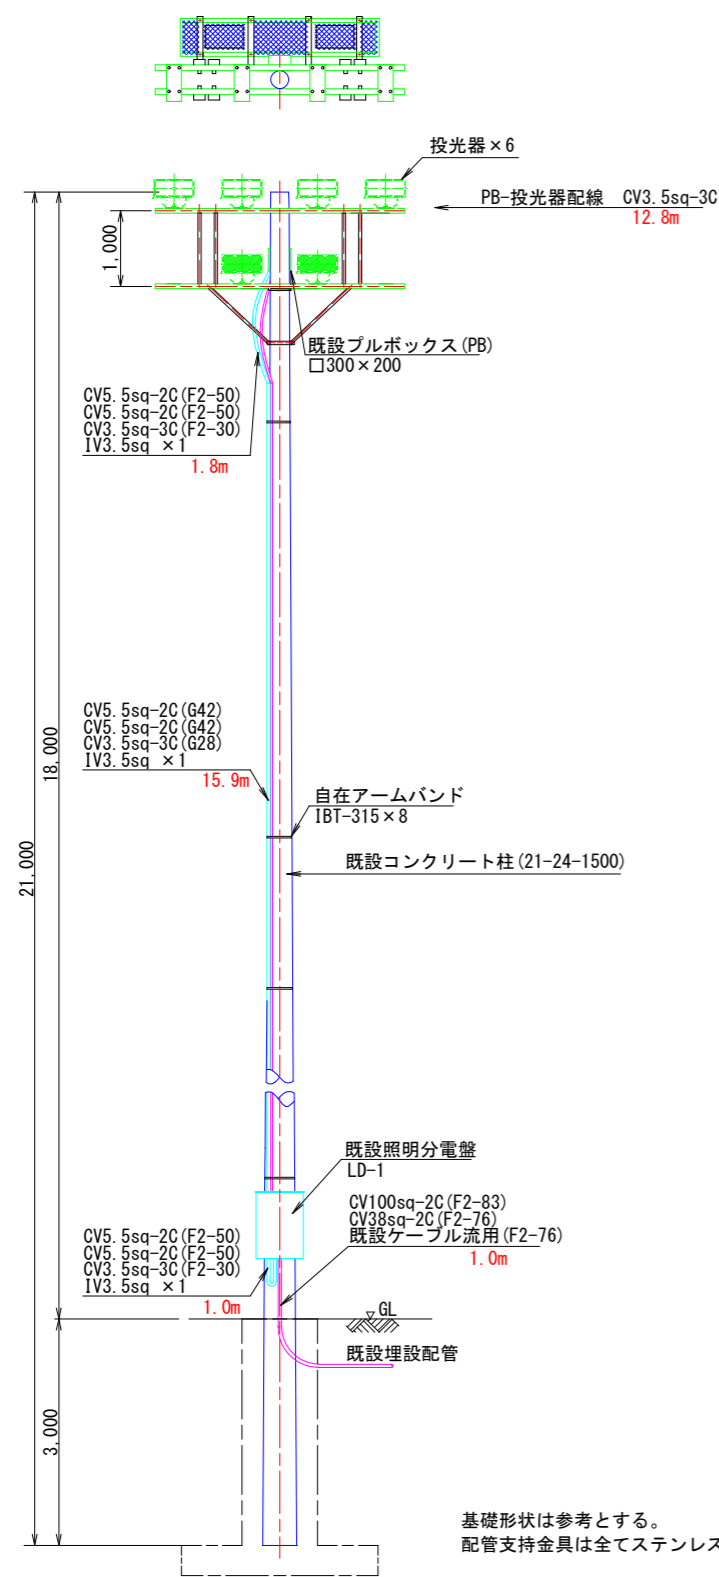 投光器×6
PB-投光器配線 CV3.5sq-3C
12.8m
1,000
既設プルボックス(PB)
□300×200
CV5.5sq-2C(F2-50)
CV5.5sq-2C(F2-50)
CV3.5sq-3C(F2-30)
IV3.5sq ×1
1.8m
CV5.5sq-2C(G42)
CV5.5sq-2C(G42)
CV3.5sq-3C(G28)
IV3.5sq ×1
15.9m
18,000
21,000
自在アームバンド
IBT-315×8
既設コンクリート柱(21-24-1500)
既設照明分電盤
LD-1
CV100sq-2C(F2-83)
CV38sq-2C(F2-76)
既設ケーブル流用(F2-76)
1.0m
CV5.5sq-2C(F2-50)
CV5.5sq-2C(F2-50)
CV3.5sq-3C(F2-30)
IV3.5sq ×1
1.0m
GL
既設埋設配管
3,000
基礎形状は参考とする。
配管支持金具は全てステンレス